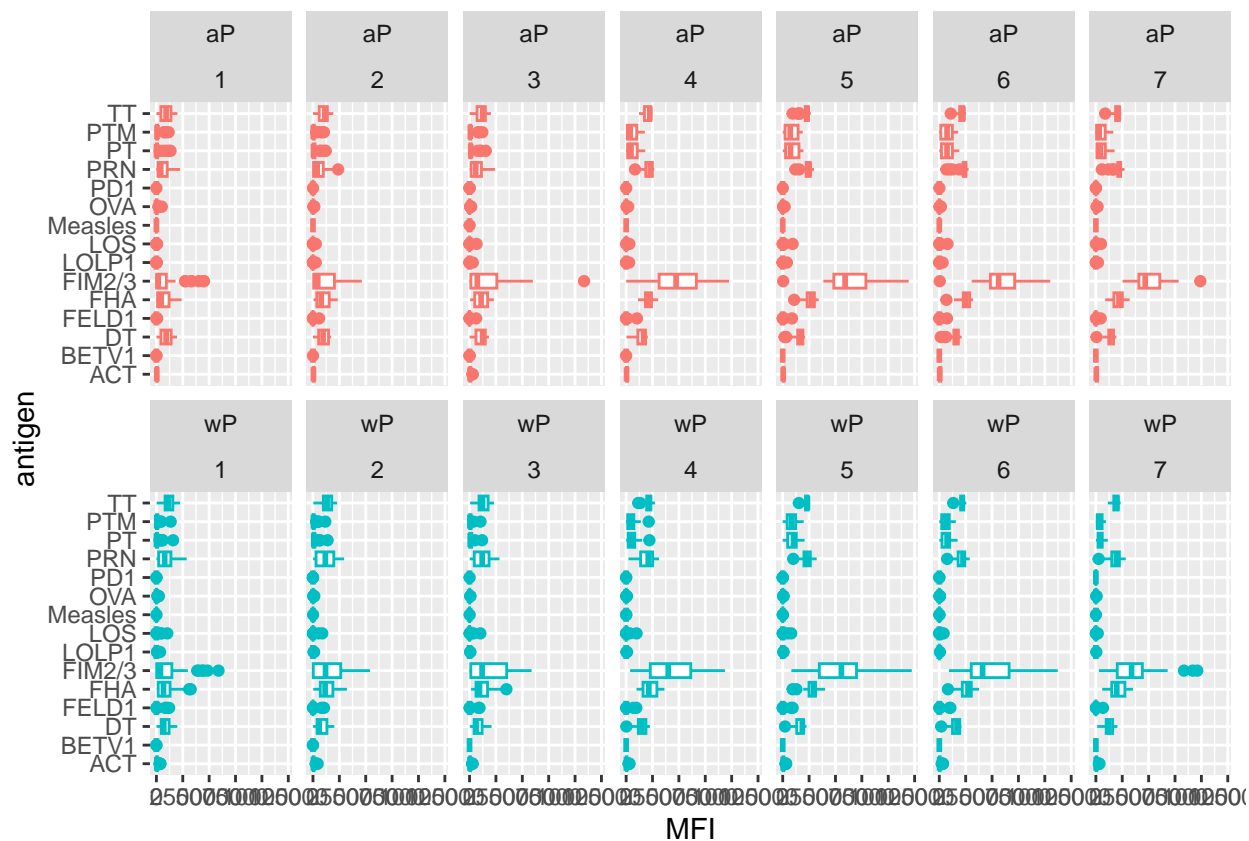 aP aP aP aP aP aP aP
1 2 3 4 5 6 7
TT
PTM
PT
PRN
PD1
OVA
Measles
LOS
LOLP1
FIM2/3
FHA
FELD1
DT
BETV1
ACT
antigen
wP wP wP wP wP wP wP
1 2 3 4 5 6 7
TT
PTM
PT
PRN
PD1
OVA
Measles
LOS
LOLP1
FIM2/3
FHA
FELD1
DT
BETV1
ACT
MFI